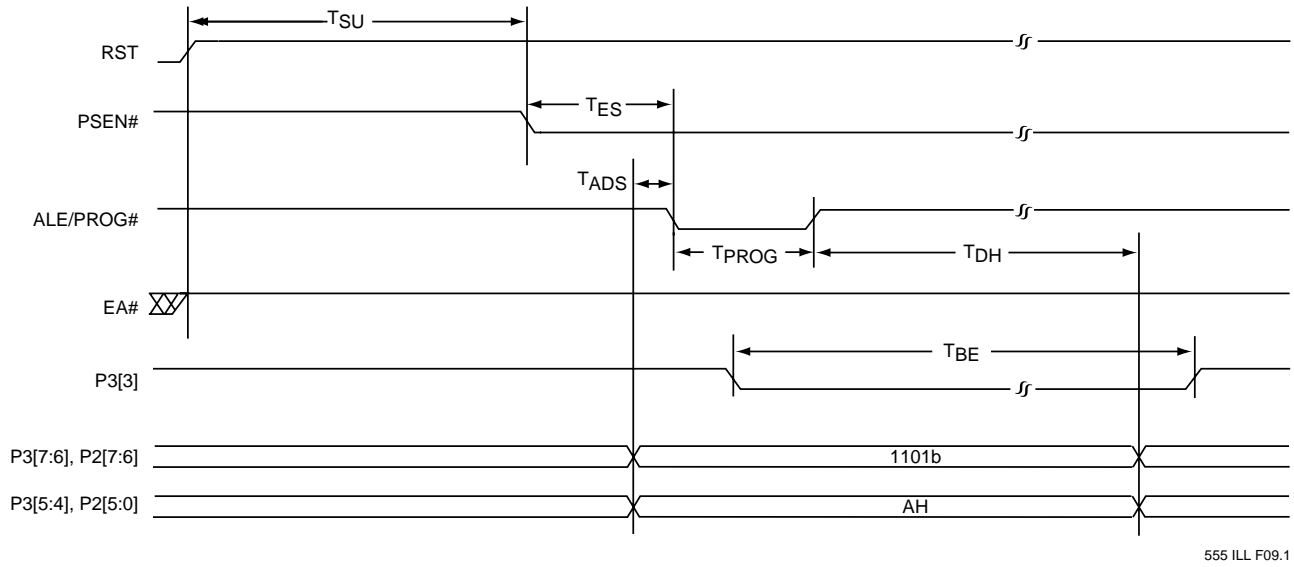 TSU
RST
TES
PSEN#
TADS
ALE/PROG#
TPROG
TDH
EA#
TBE
P3[3]
P3[7:6], P2[7:6]
1101b
P3[5:4], P2[5:0]
AH
555 ILL F09.1